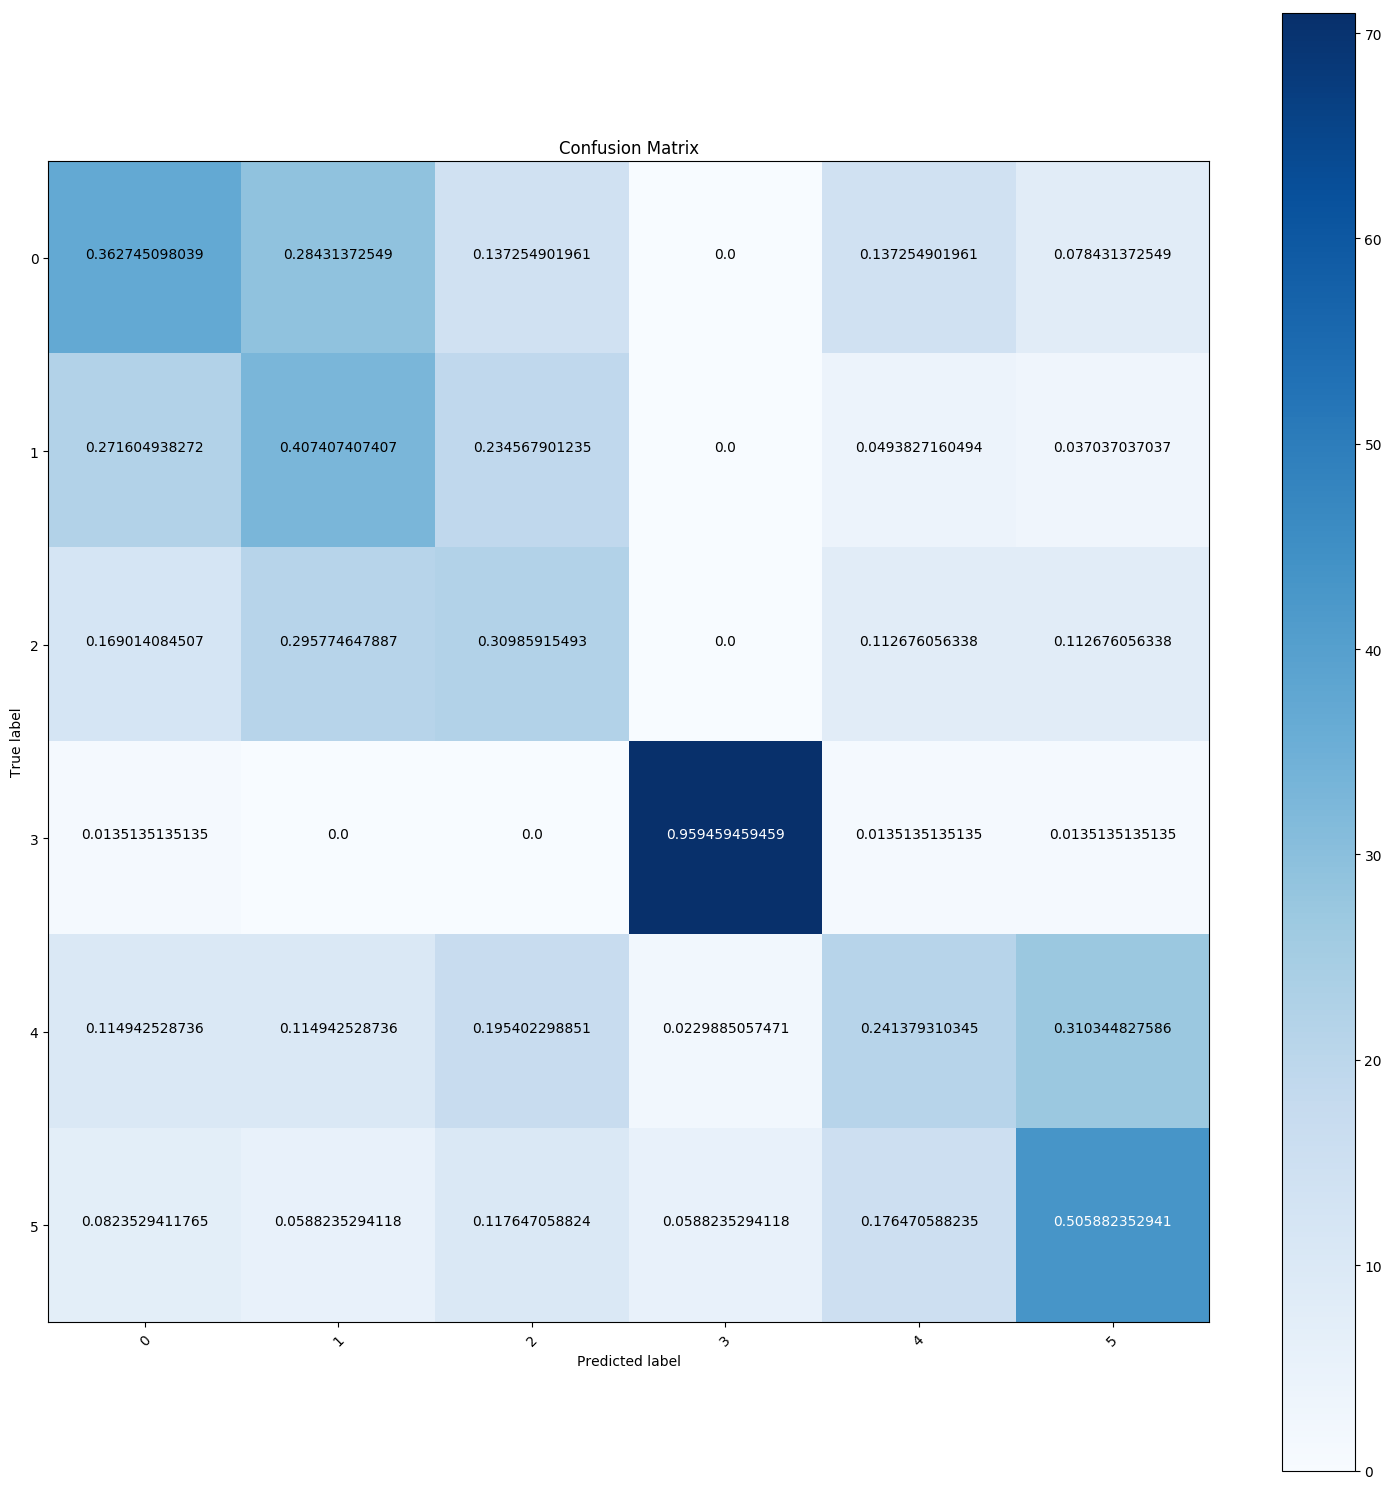 Confusion Matrix
0 0.362745098039 0.28431372549 0.137254901961 0.0 0.137254901961 0.078431372549
1 0.271604938272 0.407407407407 0.234567901235 0.0 0.0493827160494 0.037037037037
2 0.169014084507 0.295774647887 0.30985915493 0.0 0.112676056338 0.112676056338
3 0.0135135135135 0.0 0.0 0.959459459459 0.0135135135135 0.0135135135135
4 0.114942528736 0.114942528736 0.195402298851 0.0229885057471 0.241379310345 0.310344827586
5 0.0823529411765 0.0588235294118 0.117647058824 0.0588235294118 0.176470588235 0.505882352941
0 1 2 3 4 5
Predicted label
True label
70
60
50
40
30
20
10
0